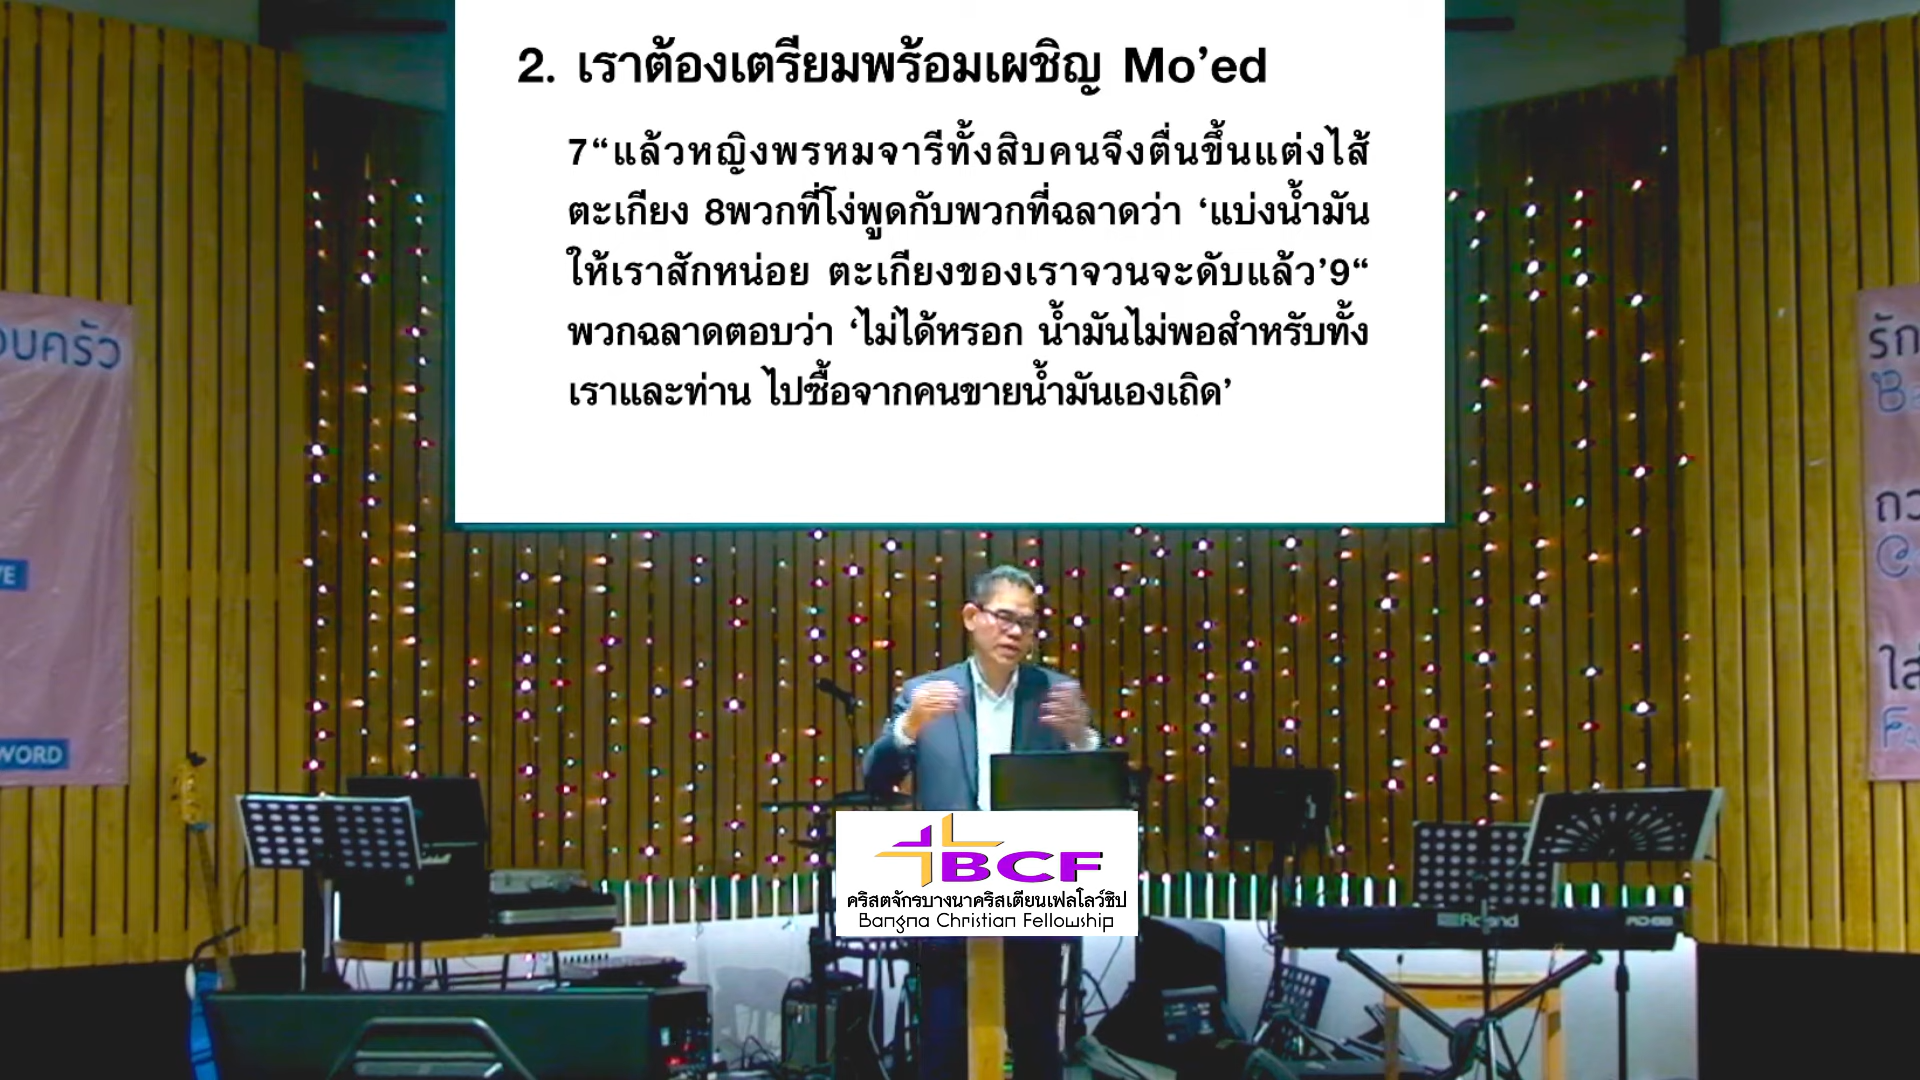 2. เราต้องเตรียมพร้อมเผชิญ Mo’ed
7“แล้วหญิงพรหมจารีทั้งสิบคนจึงตื่นขึ้นแต่งไส้
ตะเกียง 8พวกที่โง่พูดกับพวกที่ฉลาดว่า ‘แบ่งน้ำมัน
ให้เราสักหน่อย ตะเกียงของเราจวนจะดับแล้ว’9“
พวกฉลาดตอบว่า ‘ไม่ได้หรอก น้ำมันไม่พอสำหรับทั้ง
เราและท่าน ไปซื้อจากคนขายน้ำมันเองเถิด’
รัก
WORD
BCF
คริสตจักรบางนาคริสเตียนเฟลโลว์ชิป
Bangna Christian Fellowship
Roland